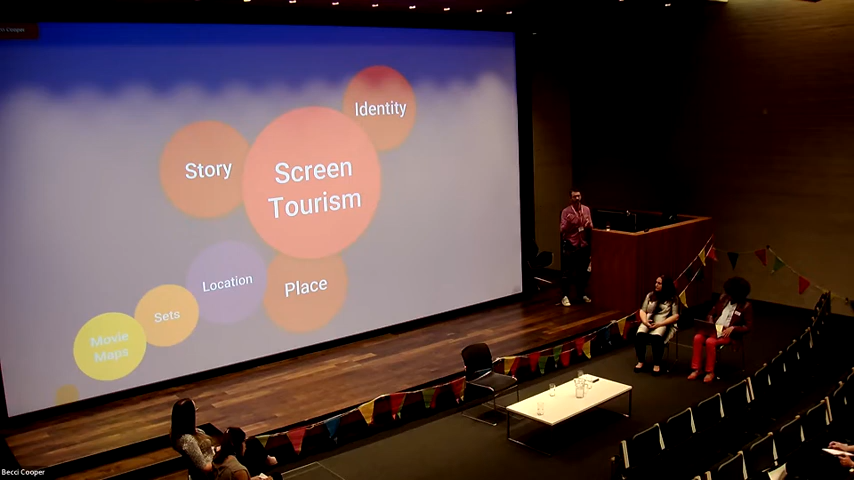 Identity
Story
Screen
Tourism
Location
Place
Sets
Movie
Maps
Becci Cooper